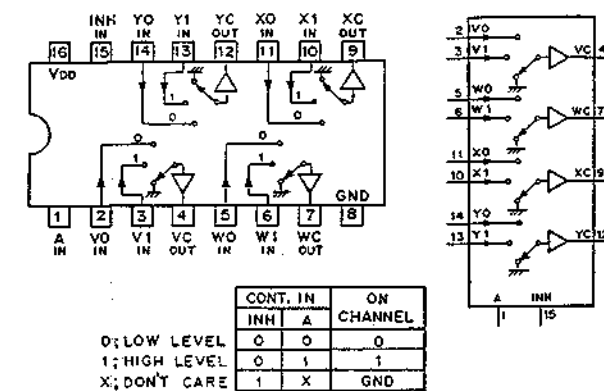 INH YO Y1 YC XO X1 XC
IN IN IN OUT IN IN OUT
16 15 14 13 12 11 10 9
VDD
1 1
0 0
0 0
1 1
GND
1 2 3 4 5 6 7 8
A VO V1 VC WO W1 WC
IN IN IN OUT IN IN OUT
2 VO
3 V1 VC 4
5 WO
6 W1 WC 7
11 XO
10 X1 XC 9
14 YO
13 Y1 YC 12
A INH
1 15
CONT. IN ON
INH A CHANNEL
0;LOW LEVEL 0 0 0
1;HIGH LEVEL 0 1 1
X;DON'T CARE 1 X GND